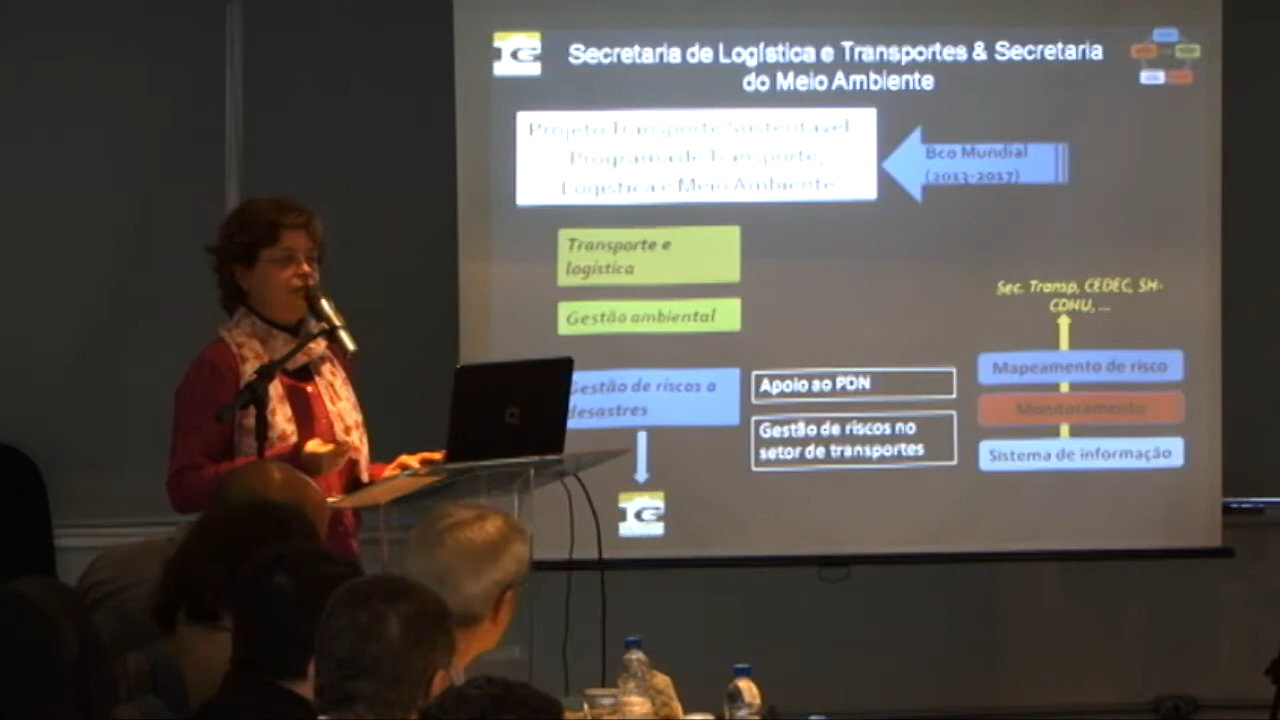 Secretaria de Logística e Transportes & Secretaria
do Meio Ambiente
Projeto Transporte Sustentável
Programa de Transporte,
Logística e Meio Ambiente
Bco Mundial
(2013-2017)
Transporte e
logística
Gestão ambiental
Sec. Transp, CEDEC, SH-
CDHU, ...
Gestão de riscos a
desastres
Apoio ao PDN
Gestão de riscos no
setor de transportes
Mapeamento de risco
Monitoramento
Sistema de informação